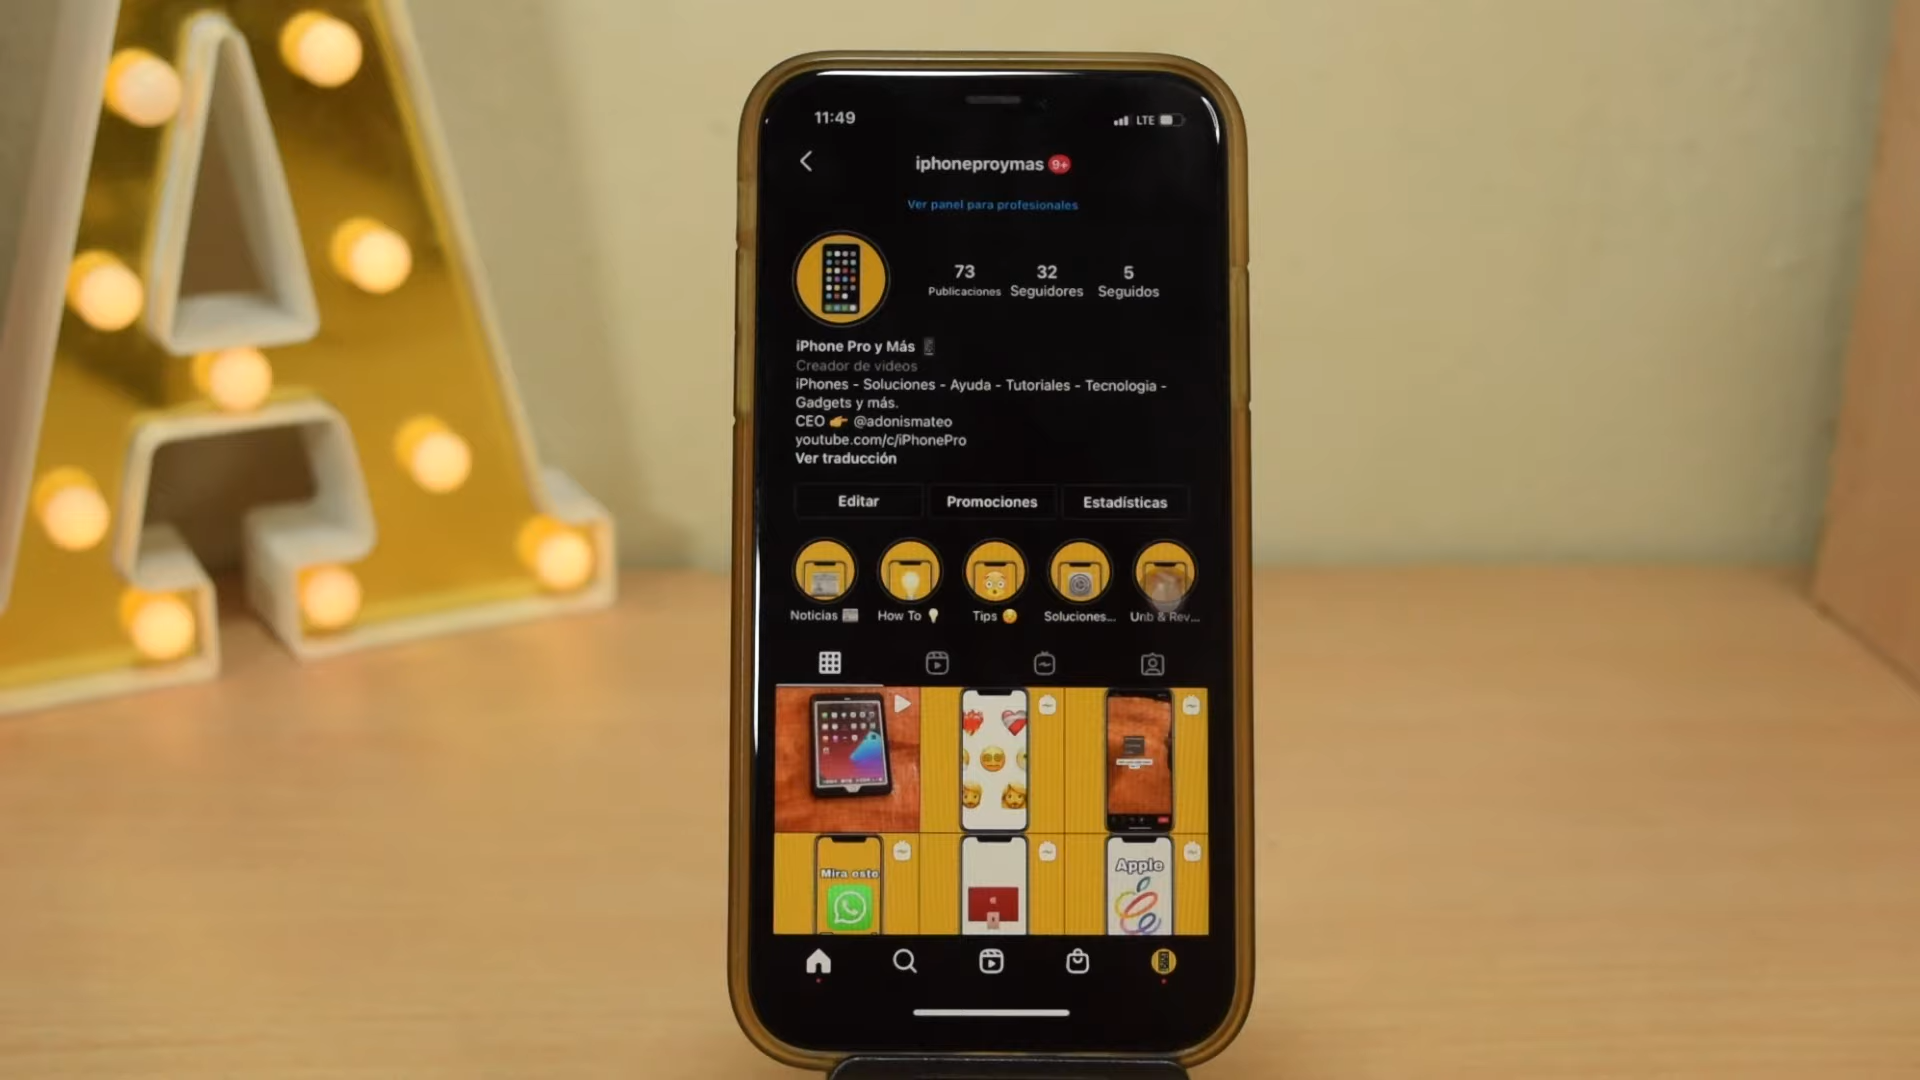 11:49
LTE
iphoneproymas 9+
Ver panel para profesionales
73 32 5
Publicaciones Seguidores Seguidos
iPhone Pro y Más
Creador de videos
iPhones - Soluciones - Ayuda - Tutoriales - Tecnologia -
Gadgets y más.
CEO 👉 @adonismateo
youtube.com/c/iPhonePro
Ver traducción
Editar Promociones Estadísticas
Noticias How To Tips Soluciones... Unb & Rev...
Mira esto
Apple